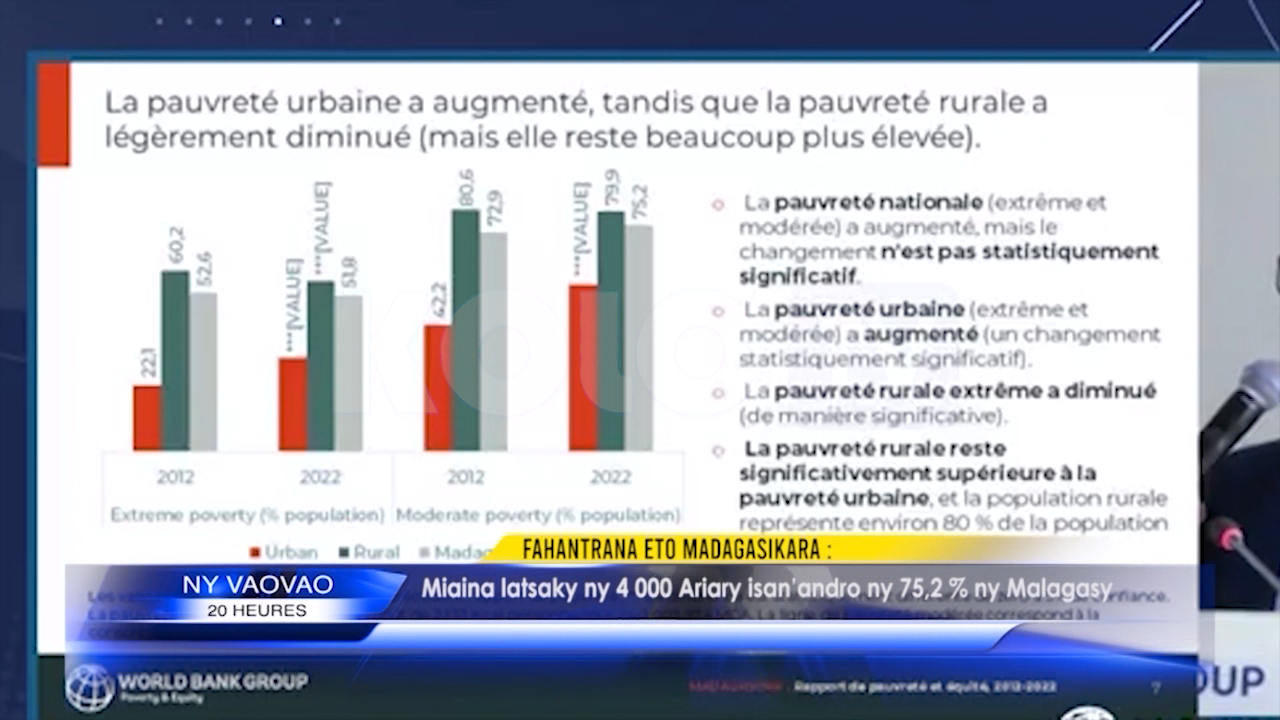 La pauvreté urbaine a augmenté, tandis que la pauvreté rurale a
légèrement diminué (mais elle reste beaucoup plus élevée).
22,1
60,2
52,6
***[VALUE]
***[VALUE]
51,8
42,2
80,6
72,9
***[VALUE]
79,9
75,2
2012
2022
2012
2022
Extreme poverty (% population)
Moderate poverty (% population)
Urban
Rural
La pauvreté nationale (extrême et
modérée) a augmenté, mais le
changement n'est pas statistiquement
significatif.
La pauvreté urbaine (extrême et
modérée) a augmenté (un changement
statistiquement significatif).
La pauvreté rurale extrême a diminué
(de manière significative).
La pauvreté rurale reste
significativement supérieure à la
pauvreté urbaine, et la population rurale
représente environ 80 % de la population
FAHANTRANA ETO MADAGASIKARA :
NY VAOVAO
20 HEURES
Miaina latsaky ny 4 000 Ariary isan'andro ny 75,2 % ny Malagasy
WORLD BANK GROUP
Poverty & Equity
Rapport de pauvreté et équité, 2012-2022
7
OUP